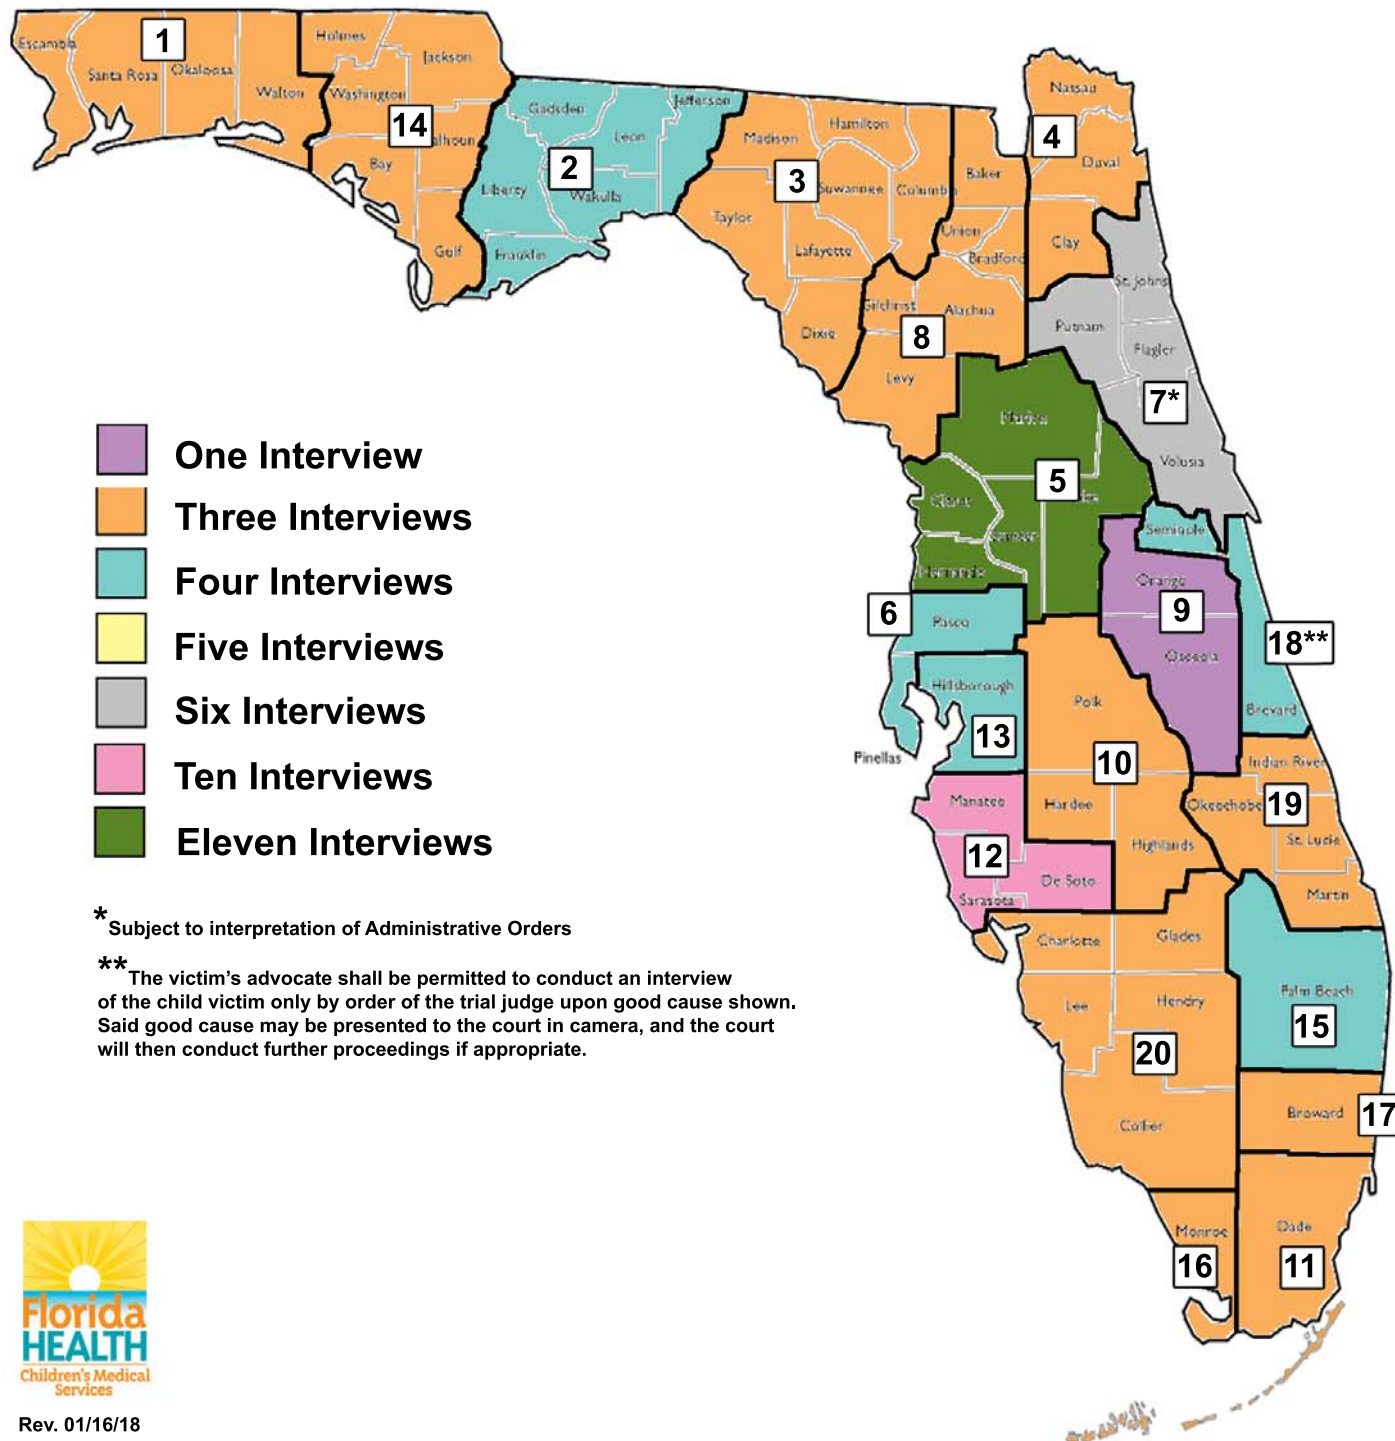 Escambia
Santa Rosa
1
Okaloosa
Walton
Holmes
Jackson
Washington
14
alhoun
Bay
Gulf
Gadsden
Jefferson
Leon
2
Liberty
Wakulla
Franklin
Madison
Hamilton
3
Suwannee
Columbia
Taylor
Lafayette
Dixie
Nassau
4
Duval
Baker
Union
Bradford
Clay
St. Johns
Gilchrist
Alachua
8
Levy
Putnam
Flagler
7*
Volusia
Marion
5
Citrus
Sumter
Hernando
Seminole
Orange
9
Osceola
6
Pasco
18**
Brevard
Hillsborough
13
Pinellas
Polk
10
Hardee
Highlands
Indian River
Okeechobe
19
St. Lucie
Martin
Manatee
12
De Soto
Sarasota
Charlotte
Glades
Lee
Hendry
20
Collier
Palm Beach
15
Broward
17
Monroe
16
Dade
11
One Interview
Three Interviews
Four Interviews
Five Interviews
Six Interviews
Ten Interviews
Eleven Interviews
*Subject to interpretation of Administrative Orders
**The victim’s advocate shall be permitted to conduct an interview
of the child victim only by order of the trial judge upon good cause shown.
Said good cause may be presented to the court in camera, and the court
will then conduct further proceedings if appropriate.
Florida
HEALTH
Children's Medical
Services
Rev. 01/16/18